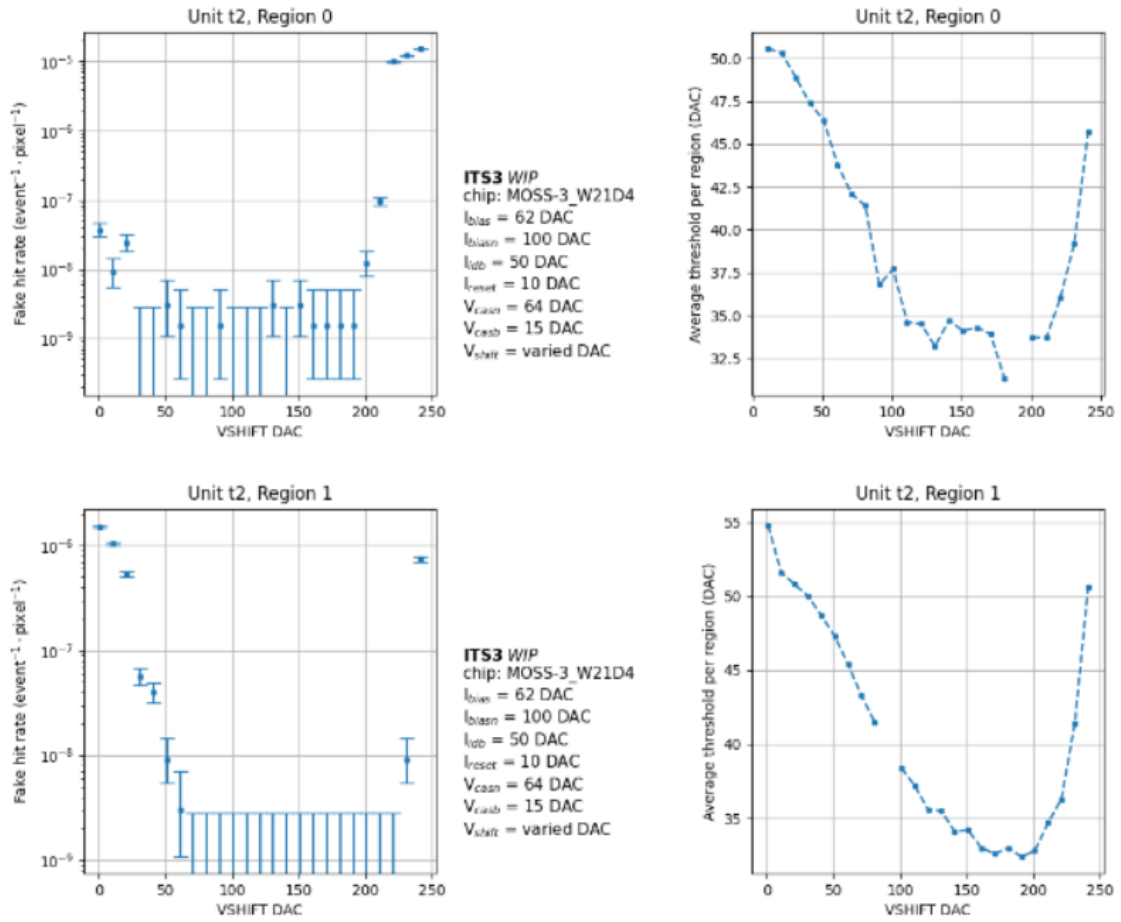 Unit t2, Region 0
Fake hit rate (event⁻¹ · pixel⁻¹)
10⁻⁵
10⁻⁶
10⁻⁷
10⁻⁸
10⁻⁹
0 50 100 150 200 250
VSHIFT DAC
ITS3 WIP
chip: MOSS-3_W21D4
I_bias = 62 DAC
I_biasn = 100 DAC
I_idb = 50 DAC
I_reset = 10 DAC
V_casn = 64 DAC
V_casb = 15 DAC
V_shift = varied DAC
Unit t2, Region 0
Average threshold per region (DAC)
50.0
47.5
45.0
42.5
40.0
37.5
35.0
32.5
0 50 100 150 200 250
VSHIFT DAC
Unit t2, Region 1
Fake hit rate (event⁻¹ · pixel⁻¹)
10⁻⁶
10⁻⁷
10⁻⁸
10⁻⁹
0 50 100 150 200 250
VSHIFT DAC
ITS3 WIP
chip: MOSS-3_W21D4
I_bias = 62 DAC
I_biasn = 100 DAC
I_idb = 50 DAC
I_reset = 10 DAC
V_casn = 64 DAC
V_casb = 15 DAC
V_shift = varied DAC
Unit t2, Region 1
Average threshold per region (DAC)
55
50
45
40
35
0 50 100 150 200 250
VSHIFT DAC